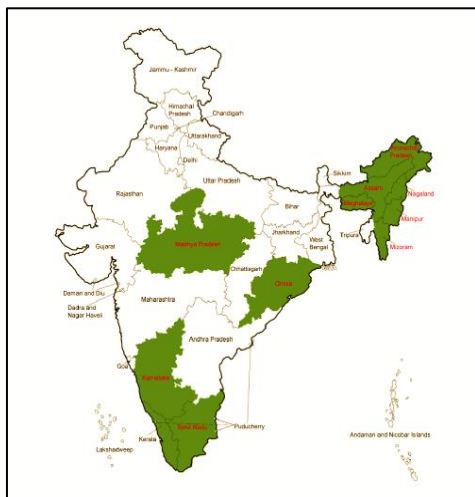 Jammu - Kashmir
Himachal
Pradesh
Chandigarh
Punjab
Uttarakhand
Haryana
Delhi
Arunachal
Pradesh
Sikkim
Uttar Pradesh
Rajasthan
Assam
Nagaland
Meghalaya
Bihar
Manipur
Jharkhand
West
Bengal
Tripura
Mizoram
Gujarat
Madhya Pradesh
Chhatisgarh
Orissa
Daman and Diu
Dadra and
Nagar Haveli
Maharashtra
Andhra Pradesh
Goa
Karnataka
Tamil Nadu
Puducherry
Kerala
Lakshadweep
Andaman and Nicobar Islands